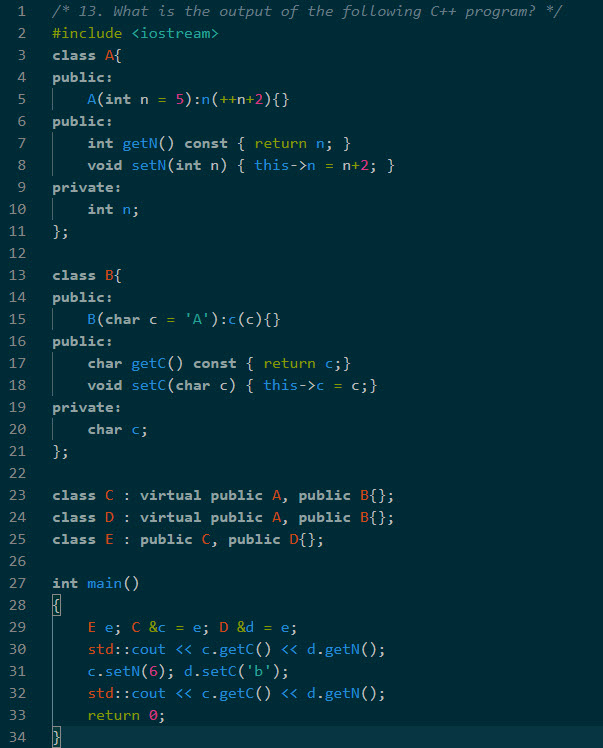 1 /* 13. What is the output of the following C++ program? */
2 #include <iostream>
3 class A{
4 public:
5     A(int n = 5):n(++n+2){}
6 public:
7     int getN() const { return n; }
8     void setN(int n) { this->n = n+2; }
9 private:
10     int n;
11 };
12
13 class B{
14 public:
15     B(char c = 'A'):c(c){}
16 public:
17     char getC() const { return c;}
18     void setC(char c) { this->c = c;}
19 private:
20     char c;
21 };
22
23 class C : virtual public A, public B{};
24 class D : virtual public A, public B{};
25 class E : public C, public D{};
26
27 int main()
28 {
29     E e; C &c = e; D &d = e;
30     std::cout << c.getC() << d.getN();
31     c.setN(6); d.setC('b');
32     std::cout << c.getC() << d.getN();
33     return 0;
34 }